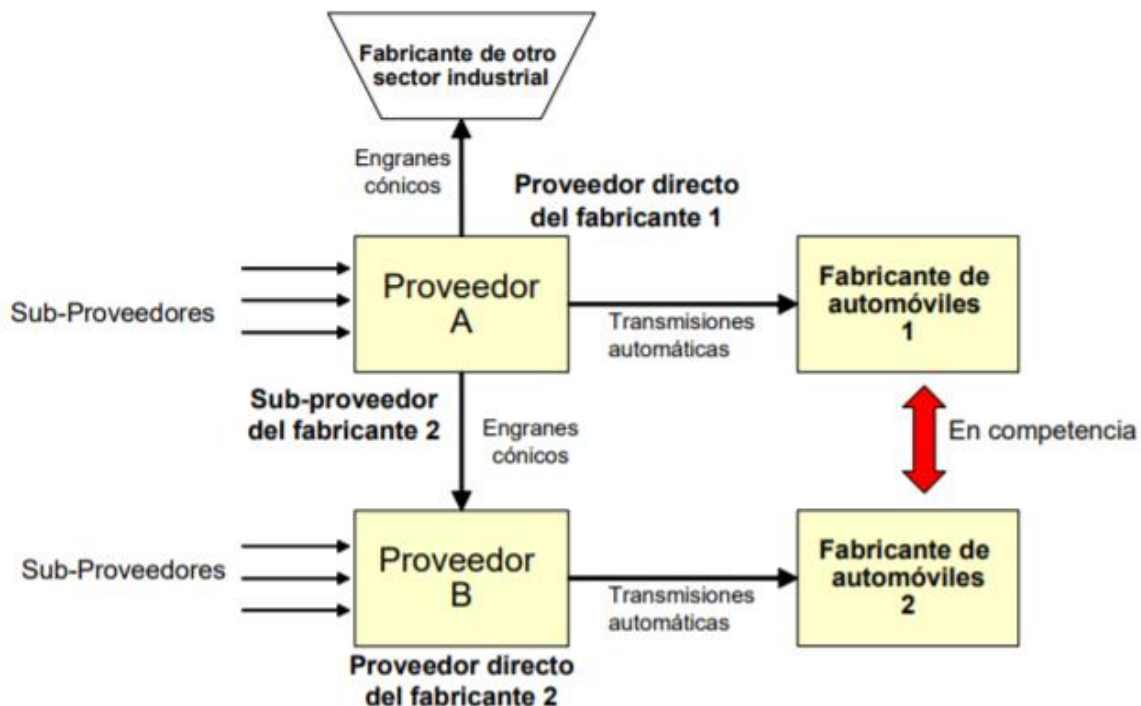 Fabricante de otro
sector industrial
Engranes
cónicos
Proveedor directo
del fabricante 1
Sub-Proveedores
Proveedor
A
Transmisiones
automáticas
Fabricante de
automóviles
1
Sub-proveedor
del fabricante 2
Engranes
cónicos
En competencia
Sub-Proveedores
Proveedor
B
Transmisiones
automáticas
Fabricante de
automóviles
2
Proveedor directo
del fabricante 2